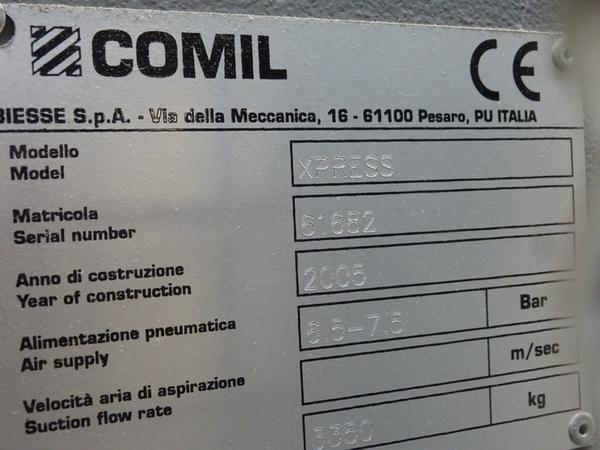 COMIL CE
BIESSE S.p.A. - Via della Meccanica, 16 - 61100 Pesaro, PU ITALIA
Modello
Model XPRESS
Matricola
Serial number 61682
Anno di costruzione
Year of construction 2005
Alimentazione pneumatica
Air supply 6.5-7.5 Bar
Velocità aria di aspirazione
Suction flow rate m/sec
3350 kg